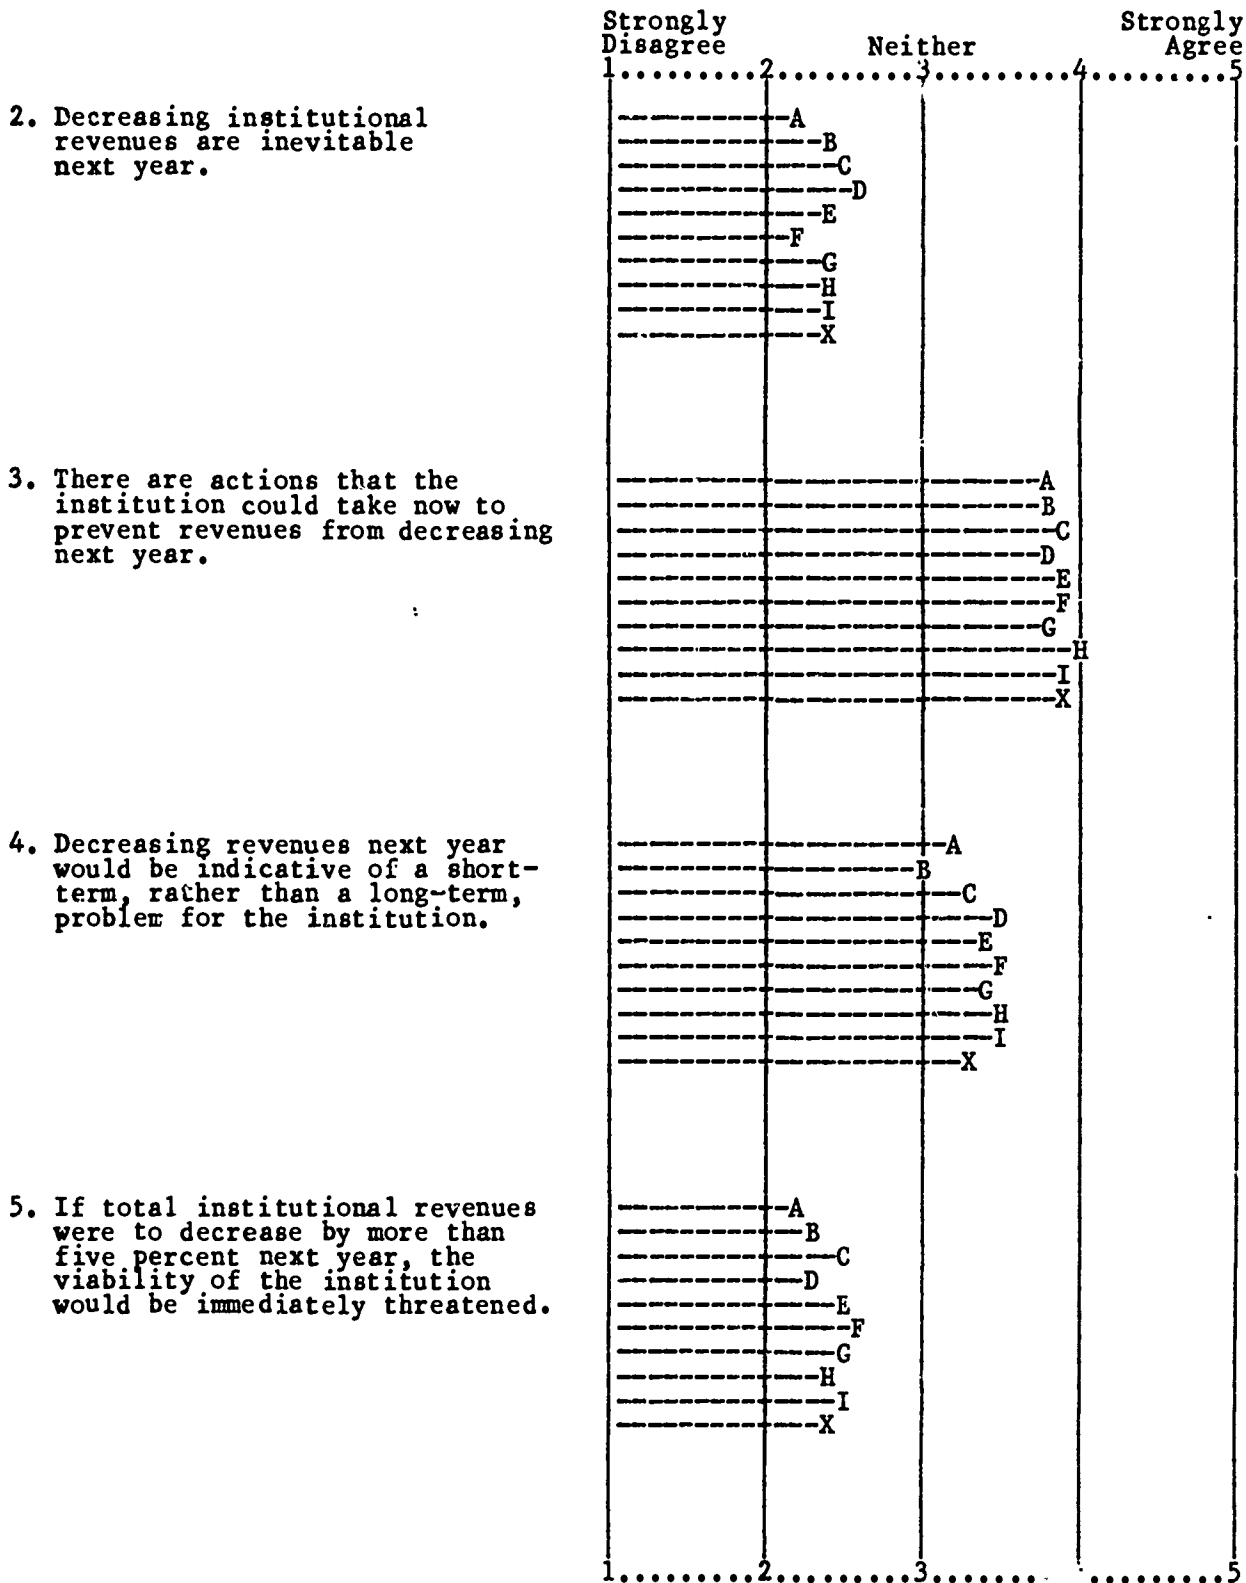 Strongly Disagree Neither Strongly Agree
1.........2.........3.........4.........5
2. Decreasing institutional
revenues are inevitable
next year.
-----------A
-------------B
--------------C
---------------D
-------------E
-----------F
-------------G
-------------H
-------------I
-------------X
3. There are actions that the
institution could take now to
prevent revenues from decreasing
next year.
---------------------------A
---------------------------B
----------------------------C
---------------------------D
----------------------------E
----------------------------F
---------------------------G
-----------------------------H
----------------------------I
----------------------------X
4. Decreasing revenues next year
would be indicative of a short-
term, rather than a long-term,
problem for the institution.
---------------------A
-------------------B
----------------------C
------------------------D
-----------------------E
------------------------F
-----------------------G
------------------------H
------------------------I
----------------------X
5. If total institutional revenues
were to decrease by more than
five percent next year, the
viability of the institution
would be immediately threatened.
-----------A
------------B
--------------C
------------D
--------------E
---------------F
--------------G
-------------H
--------------I
-------------X
1.........2.........3..................5